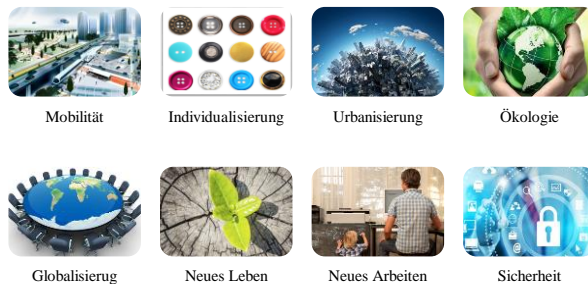 Mobilität
Individualisierung
Urbanisierung
Ökologie
Globalisierug
Neues Leben
Neues Arbeiten
Sicherheit